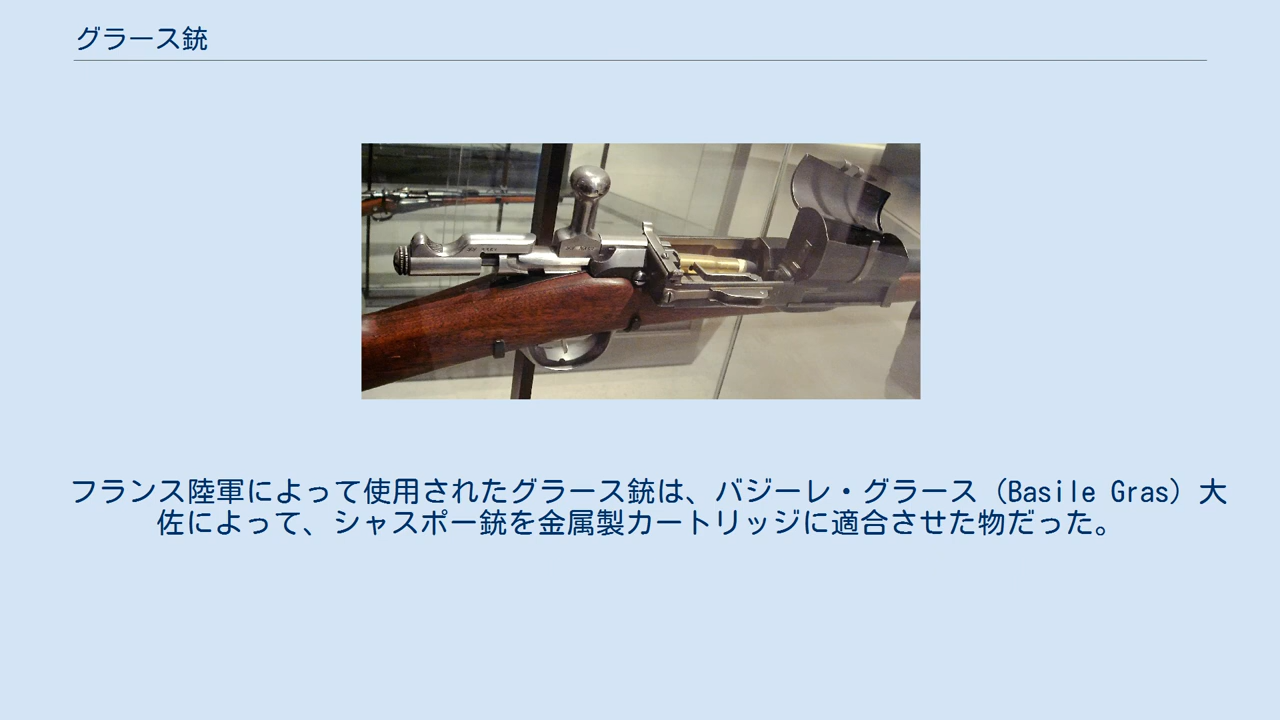 グラース銃
フランス陸軍によって使用されたグラース銃は、バジーレ・グラース（Basile Gras）大
佐によって、シャスポー銃を金属製カートリッジに適合させた物だった。